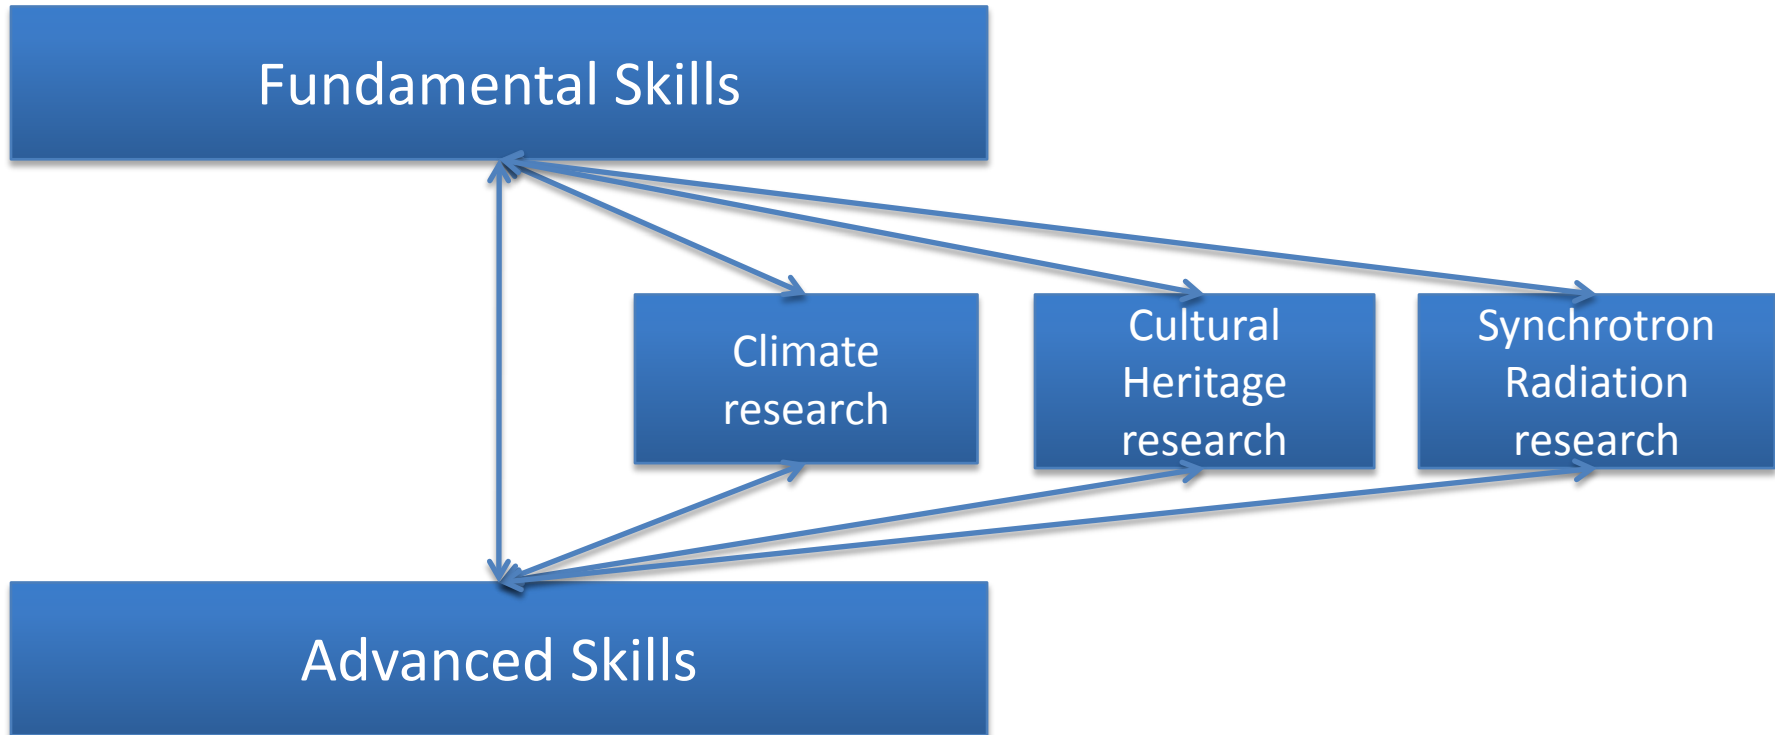 Fundamental Skills
Climate
research
Cultural
Heritage
research
Synchrotron
Radiation
research
Advanced Skills